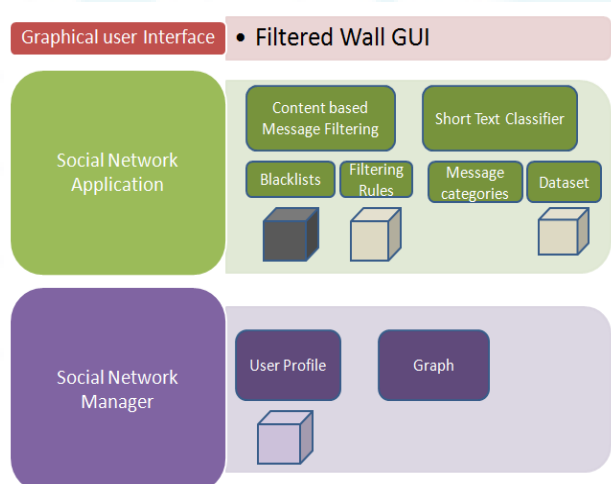 Graphical user Interface
• Filtered Wall GUI
Social Network
Application
Content based
Message Filtering
Short Text Classifier
Blacklists
Filtering
Rules
Message
categories
Dataset
Social Network
Manager
User Profile
Graph